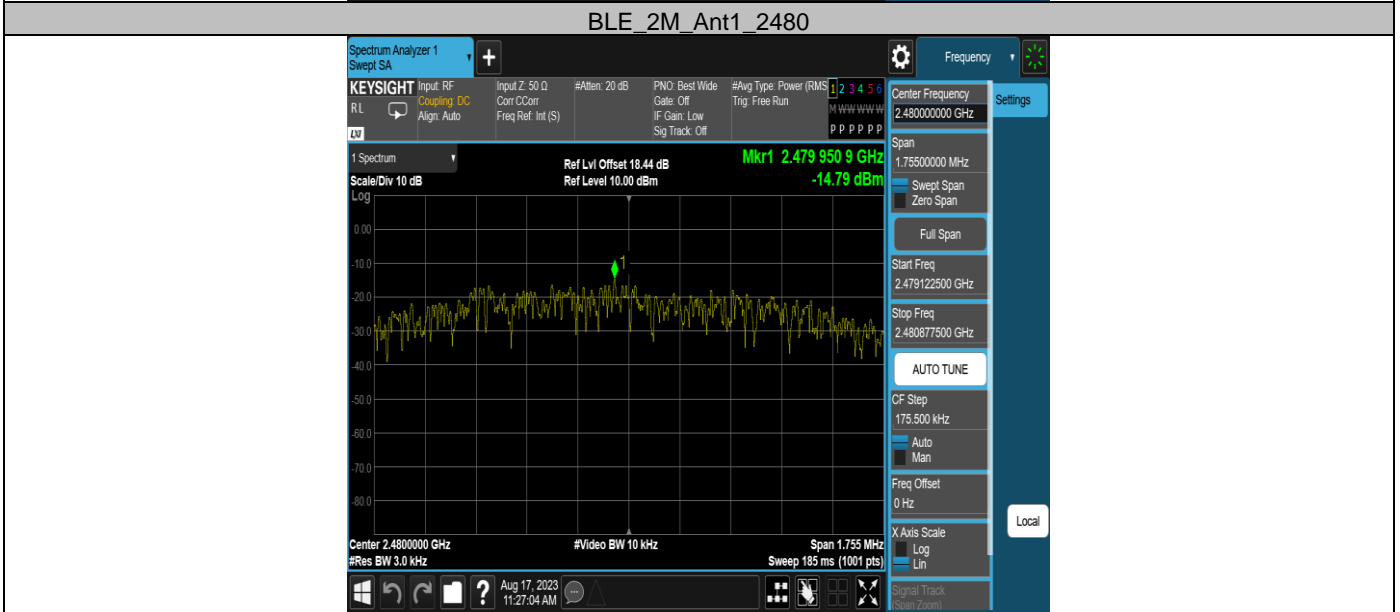 BLE_2M_Ant1_2480
Spectrum Analyzer 1
Swept SA
Frequency
KEYSIGHT
RL
LXI
Input: RF
Coupling: DC
Align: Auto
Input Z: 50 Ω
Corr CCorr
Freq Ref: Int (S)
#Atten: 20 dB
PNO: Best Wide
Gate: Off
IF Gain: Low
Sig Track: Off
#Avg Type: Power (RMS
Trig: Free Run
1 2 3 4 5 6
M W W W W W
P P P P P P
1 Spectrum
Scale/Div 10 dB
Log
Ref Lvl Offset 18.44 dB
Ref Level 10.00 dBm
Mkr1 2.479 950 9 GHz
-14.79 dBm
0.00
-10.0
-20.0
-30.0
-40.0
-50.0
-60.0
-70.0
-80.0
1
Center 2.4800000 GHz
#Res BW 3.0 kHz
#Video BW 10 kHz
Span 1.755 MHz
Sweep 185 ms (1001 pts)
Center Frequency
2.480000000 GHz
Span
1.75500000 MHz
Swept Span
Zero Span
Full Span
Start Freq
2.479122500 GHz
Stop Freq
2.480877500 GHz
AUTO TUNE
CF Step
175.500 kHz
Auto
Man
Freq Offset
0 Hz
X Axis Scale
Log
Lin
Signal Track
(Span Zoom)
Settings
Local
?
Aug 17, 2023
11:27:04 AM